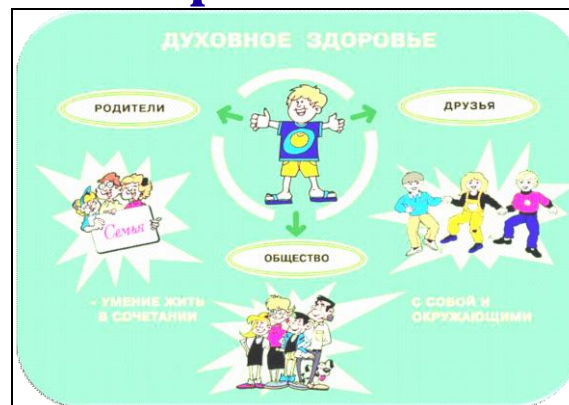 ДУХОВНОЕ ЗДОРОВЬЕ
РОДИТЕЛИ
ДРУЗЬЯ
Семья
ОБЩЕСТВО
- УМЕНИЕ ЖИТЬ
В СОЧЕТАНИИ
С СОБОЙ И
ОКРУЖАЮЩИМИ